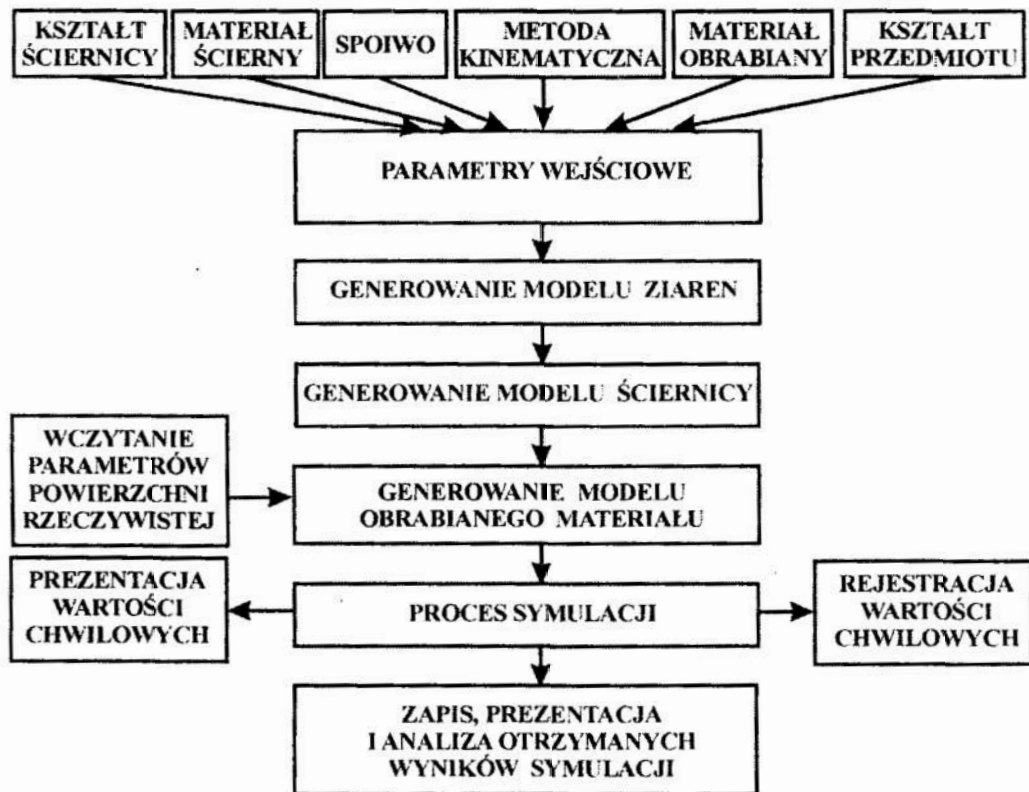 KSZTAŁT
ŚCIERNICY
MATERIAŁ
ŚCIERNY
SPOIWO
METODA
KINEMATYCZNA
MATERIAŁ
OBRABIANY
KSZTAŁT
PRZEDMIOTU
PARAMETRY WEJŚCIOWE
GENEROWANIE MODELU ZIAREN
GENEROWANIE MODELU ŚCIERNICY
WCZYTANIE
PARAMETRÓW
POWIERZCHNI
RZECZYWISTEJ
GENEROWANIE MODELU
OBRABIANEGO MATERIAŁU
PREZENTACJA
WARTOŚCI
CHWILOWYCH
PROCES SYMULACJI
REJESTRACJA
WARTOŚCI
CHWILOWYCH
ZAPIS, PREZENTACJA
I ANALIZA OTRZYMANYCH
WYNIKÓW SYMULACJI